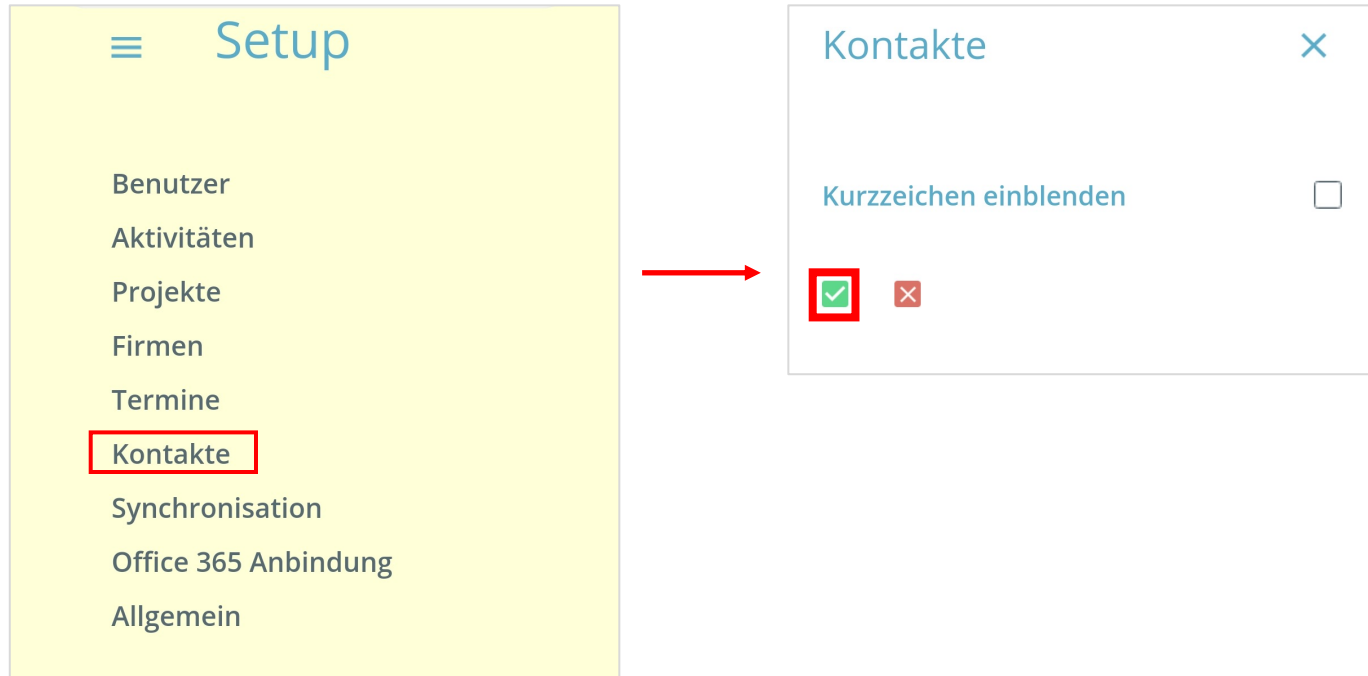 Setup
Benutzer
Aktivitäten
Projekte
Firmen
Termine
Kontakte
Synchronisation
Office 365 Anbindung
Allgemein
Kontakte
Kurzzeichen einblenden